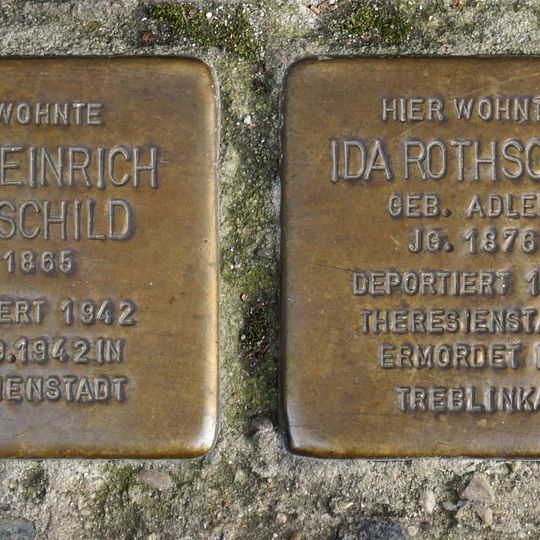 WOHNTE
EINRICH
SCHILD
1865
ERT 1942
9.1942 IN
IENSTADT
HIER WOHNT
IDA ROTHSC
GEB. ADLE
JG. 1876
DEPORTIERT 1
THERESIENSTA
ERMORDET
TREBLINKA